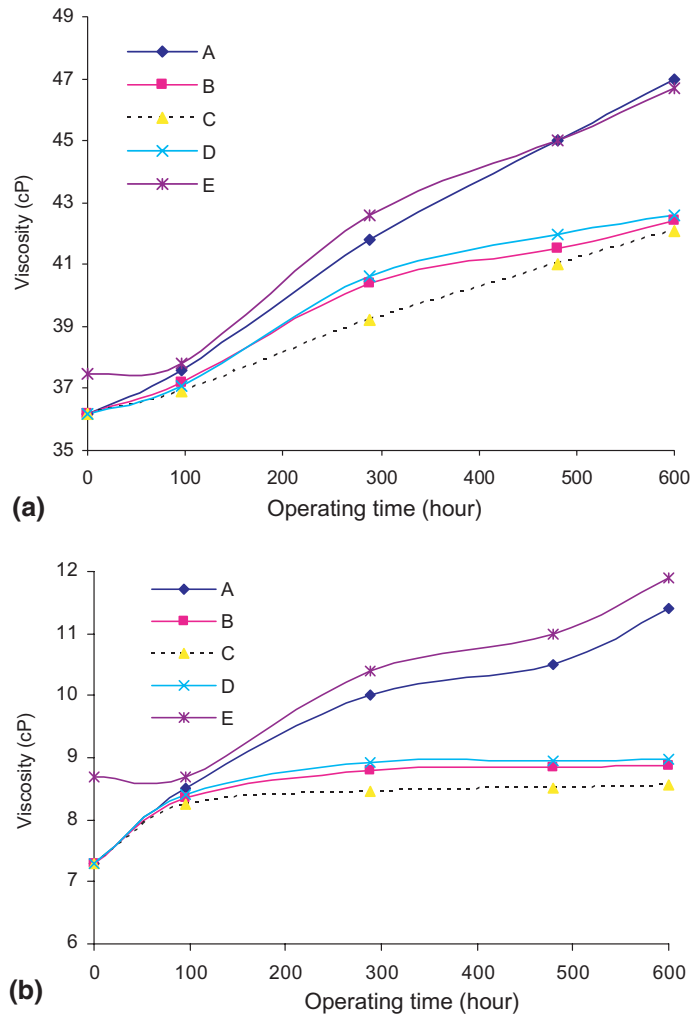 49
47
45
43
41
39
37
35
Viscosity (cP)
A
B
C
D
E
0 100 200 300 400 500 600
Operating time (hour)
(a)
12
11
10
9
8
7
6
Viscosity (cP)
A
B
C
D
E
0 100 200 300 400 500 600
Operating time (hour)
(b)